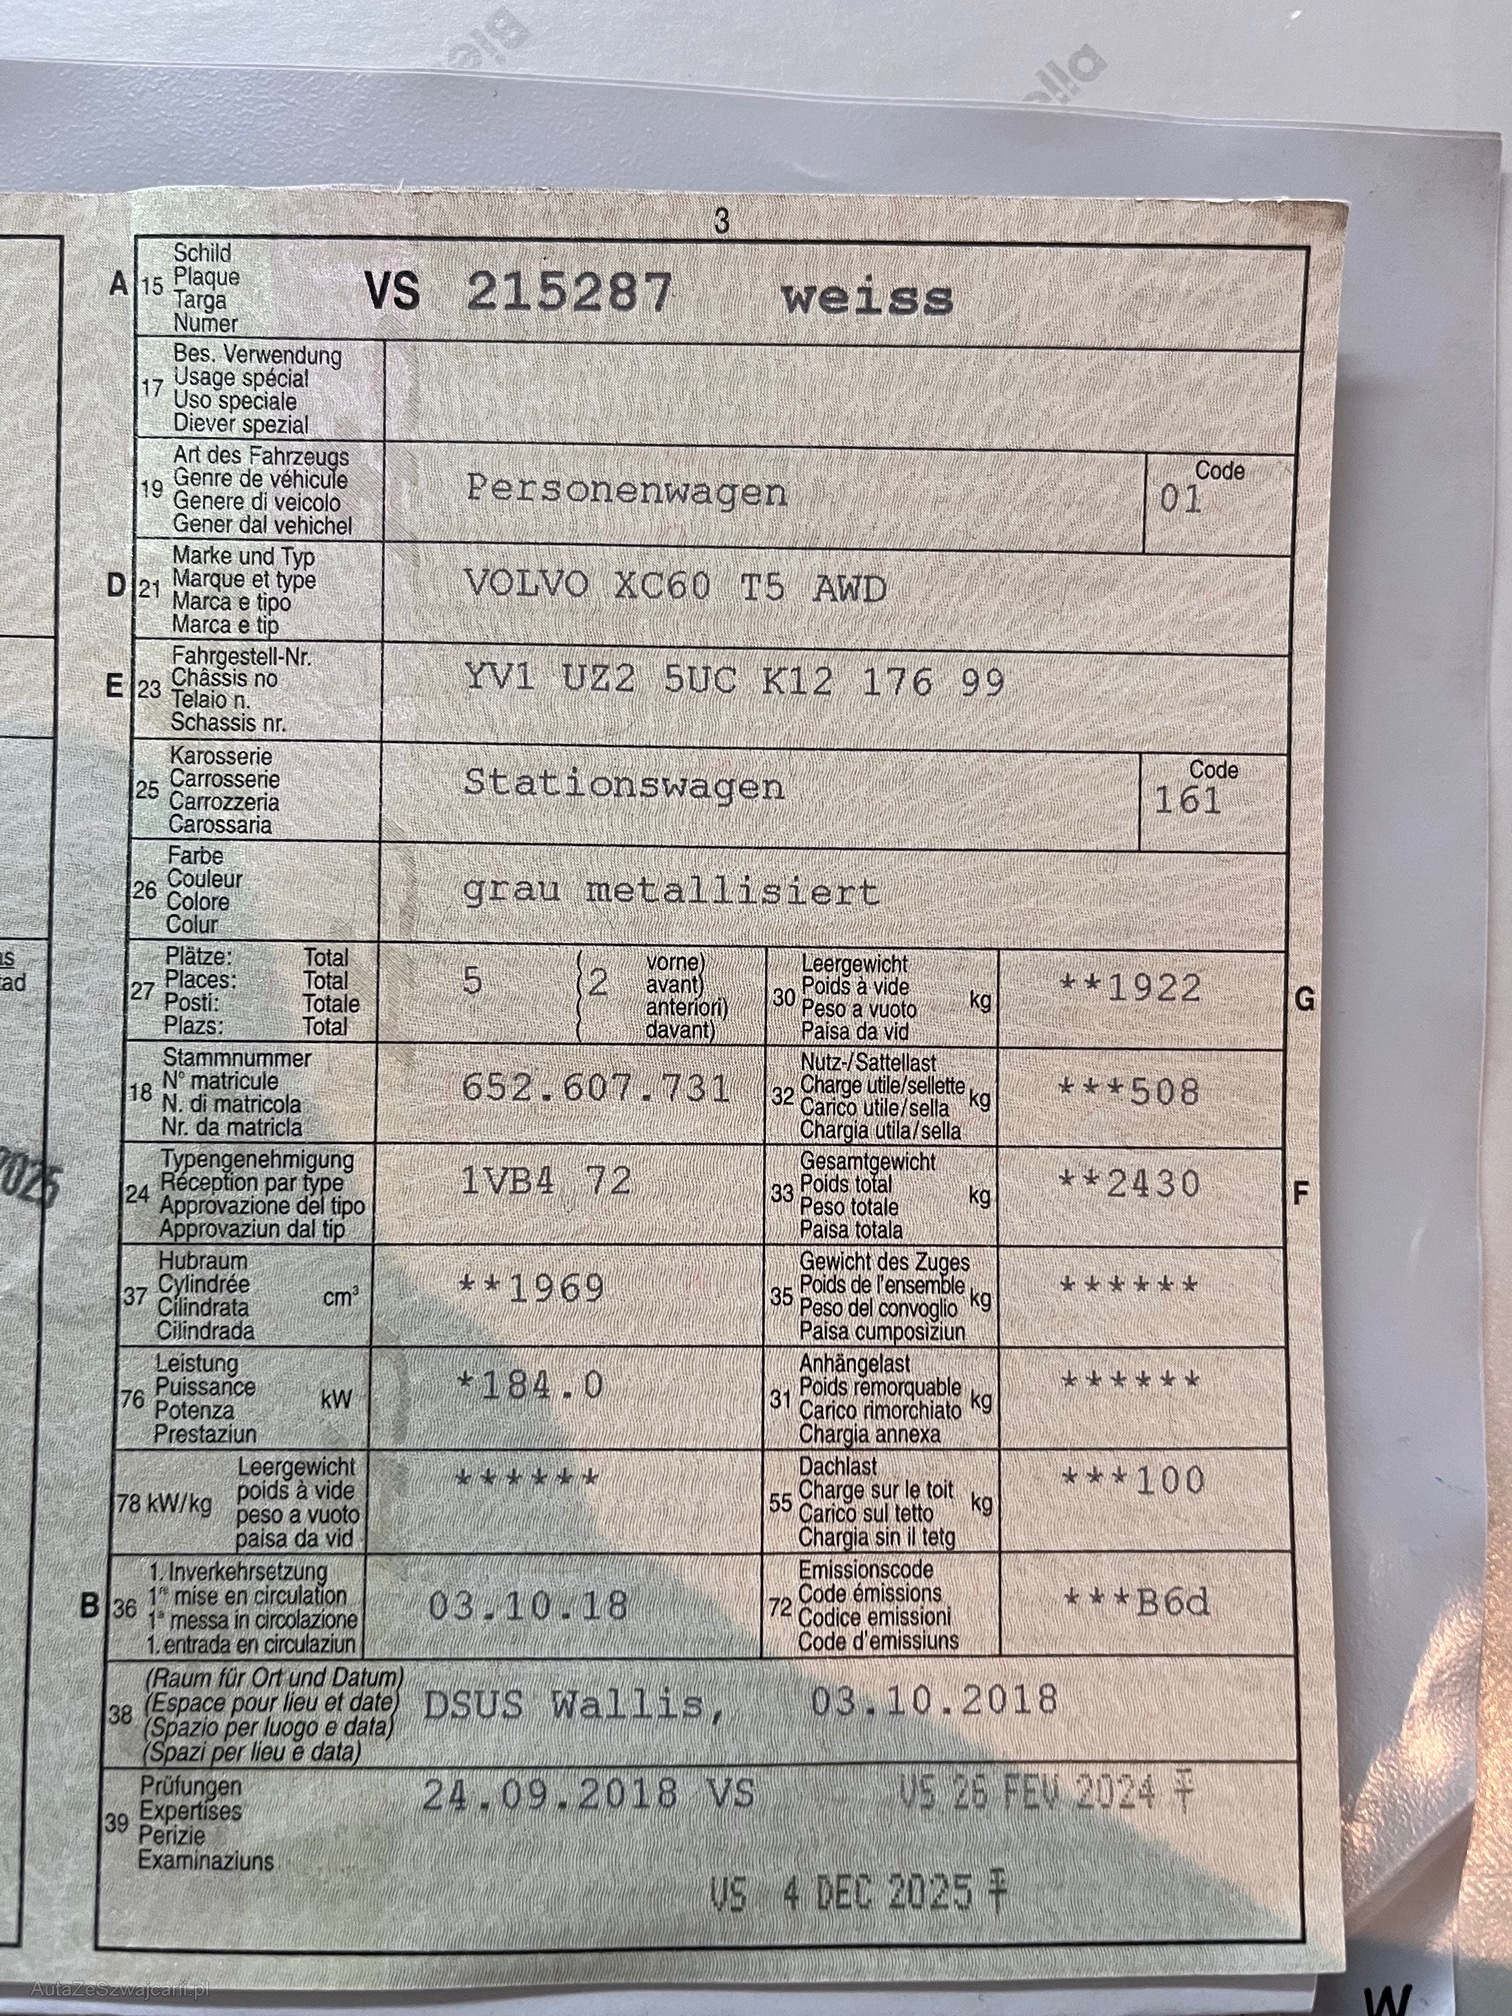 Biella
3
A 15 Schild
Plaque
Targa
Numer
VS 215287 weiss
17 Bes. Verwendung
Usage spécial
Uso speciale
Diever spezial
19 Art des Fahrzeugs
Genre de véhicule
Genere di veicolo
Gener dal vehichel
Personenwagen
Code
01
D 21 Marke und Typ
Marque et type
Marca e tipo
Marca e tip
VOLVO XC60 T5 AWD
E 23 Fahrgestell-Nr.
Châssis no
Telaio n.
Schassis nr.
YV1 UZ2 5UC K12 176 99
25 Karosserie
Carrosserie
Carrozzeria
Carossaria
Stationswagen
Code
161
26 Farbe
Couleur
Colore
Colur
grau metallisiert
27 Plätze: Total
Places: Total
Posti: Totale
Plazs: Total
5 (2 vorne)
( avant)
( anteriori)
( davant)
30 Leergewicht
Poids à vide
Peso a vuoto
Paisa da vid
kg
**1922
G
18 Stammnummer
N° matricule
N. di matricola
Nr. da matricla
652.607.731
32 Nutz-/Sattellast
Charge utile/sellette
Carico utile/sella
Chargia utila/sella
kg
***508
24 Typengenehmigung
Réception par type
Approvazione del tipo
Approvaziun dal tip
1VB4 72
33 Gesamtgewicht
Poids total
Peso totale
Paisa totala
kg
**2430
F
37 Hubraum
Cylindrée
Cilindrata
Cilindrada
cm³
**1969
35 Gewicht des Zuges
Poids de l'ensemble
Peso del convoglio
Paisa cumposiziun
kg
******
76 Leistung
Puissance
Potenza
Prestaziun
kW
*184.0
31 Anhängelast
Poids remorquable
Carico rimorchiato
Chargia annexa
kg
******
78 kW/kg Leergewicht
poids à vide
peso a vuoto
paisa da vid
******
55 Dachlast
Charge sur le toit
Carico sul tetto
Chargia sin il tetg
kg
***100
B 36 1. Inverkehrsetzung
1re mise en circulation
1a messa in circolazione
1. entrada en circulaziun
03.10.18
72 Emissionscode
Code émissions
Codice emissioni
Code d'emissiuns
***B6d
38 (Raum für Ort und Datum)
(Espace pour lieu et date)
(Spazio per luogo e data)
(Spazi per lieu e data)
DSUS Wallis, 03.10.2018
39 Prüfungen
Expertises
Perizie
Examinaziuns
24.09.2018 VS
VS 26 FEV 2024 T
VS 4 DEC 2025 T
2025
AutaZeSzwajcarii.pl
W